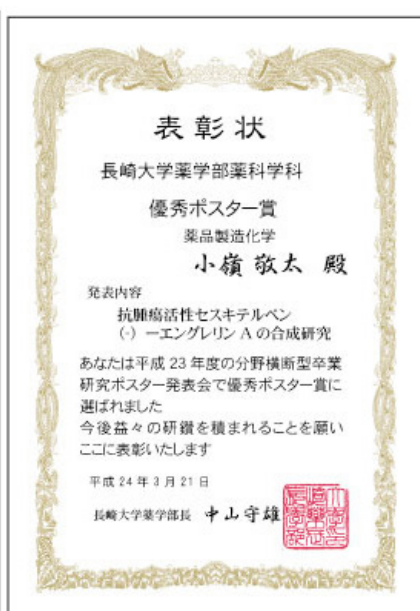 表彰状
長崎大学薬学部薬科学科
優秀ポスター賞
薬品製造化学
小嶺 敬太 殿
発表内容
抗腫瘍活性セスキテルペン
(-) ーエングレリン A の合成研究
あなたは平成 23 年度の分野横断型卒業
研究ポスター発表会で優秀ポスター賞に
選ばれました
今後益々の研鑽を積まれることを願い
ここに表彰いたします
平成 24 年 3 月 21 日
長崎大学薬学部長 中山守雄